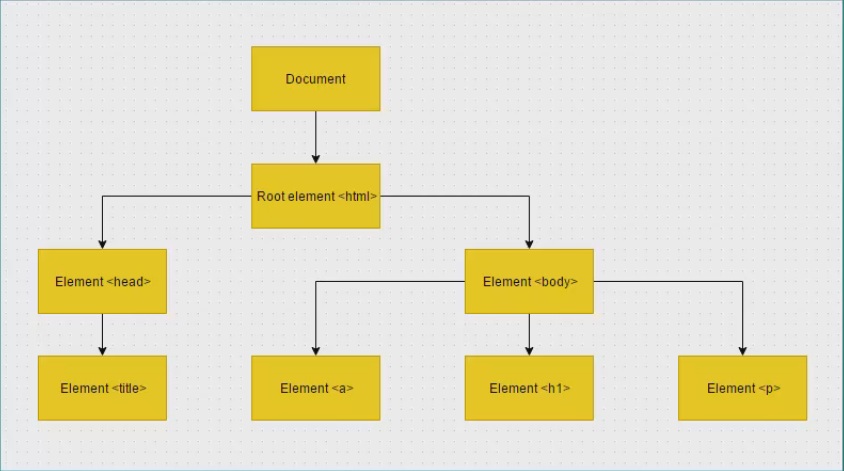 Document
Root element <html>
Element <head>
Element <body>
Element <title>
Element <a>
Element <h1>
Element <p>